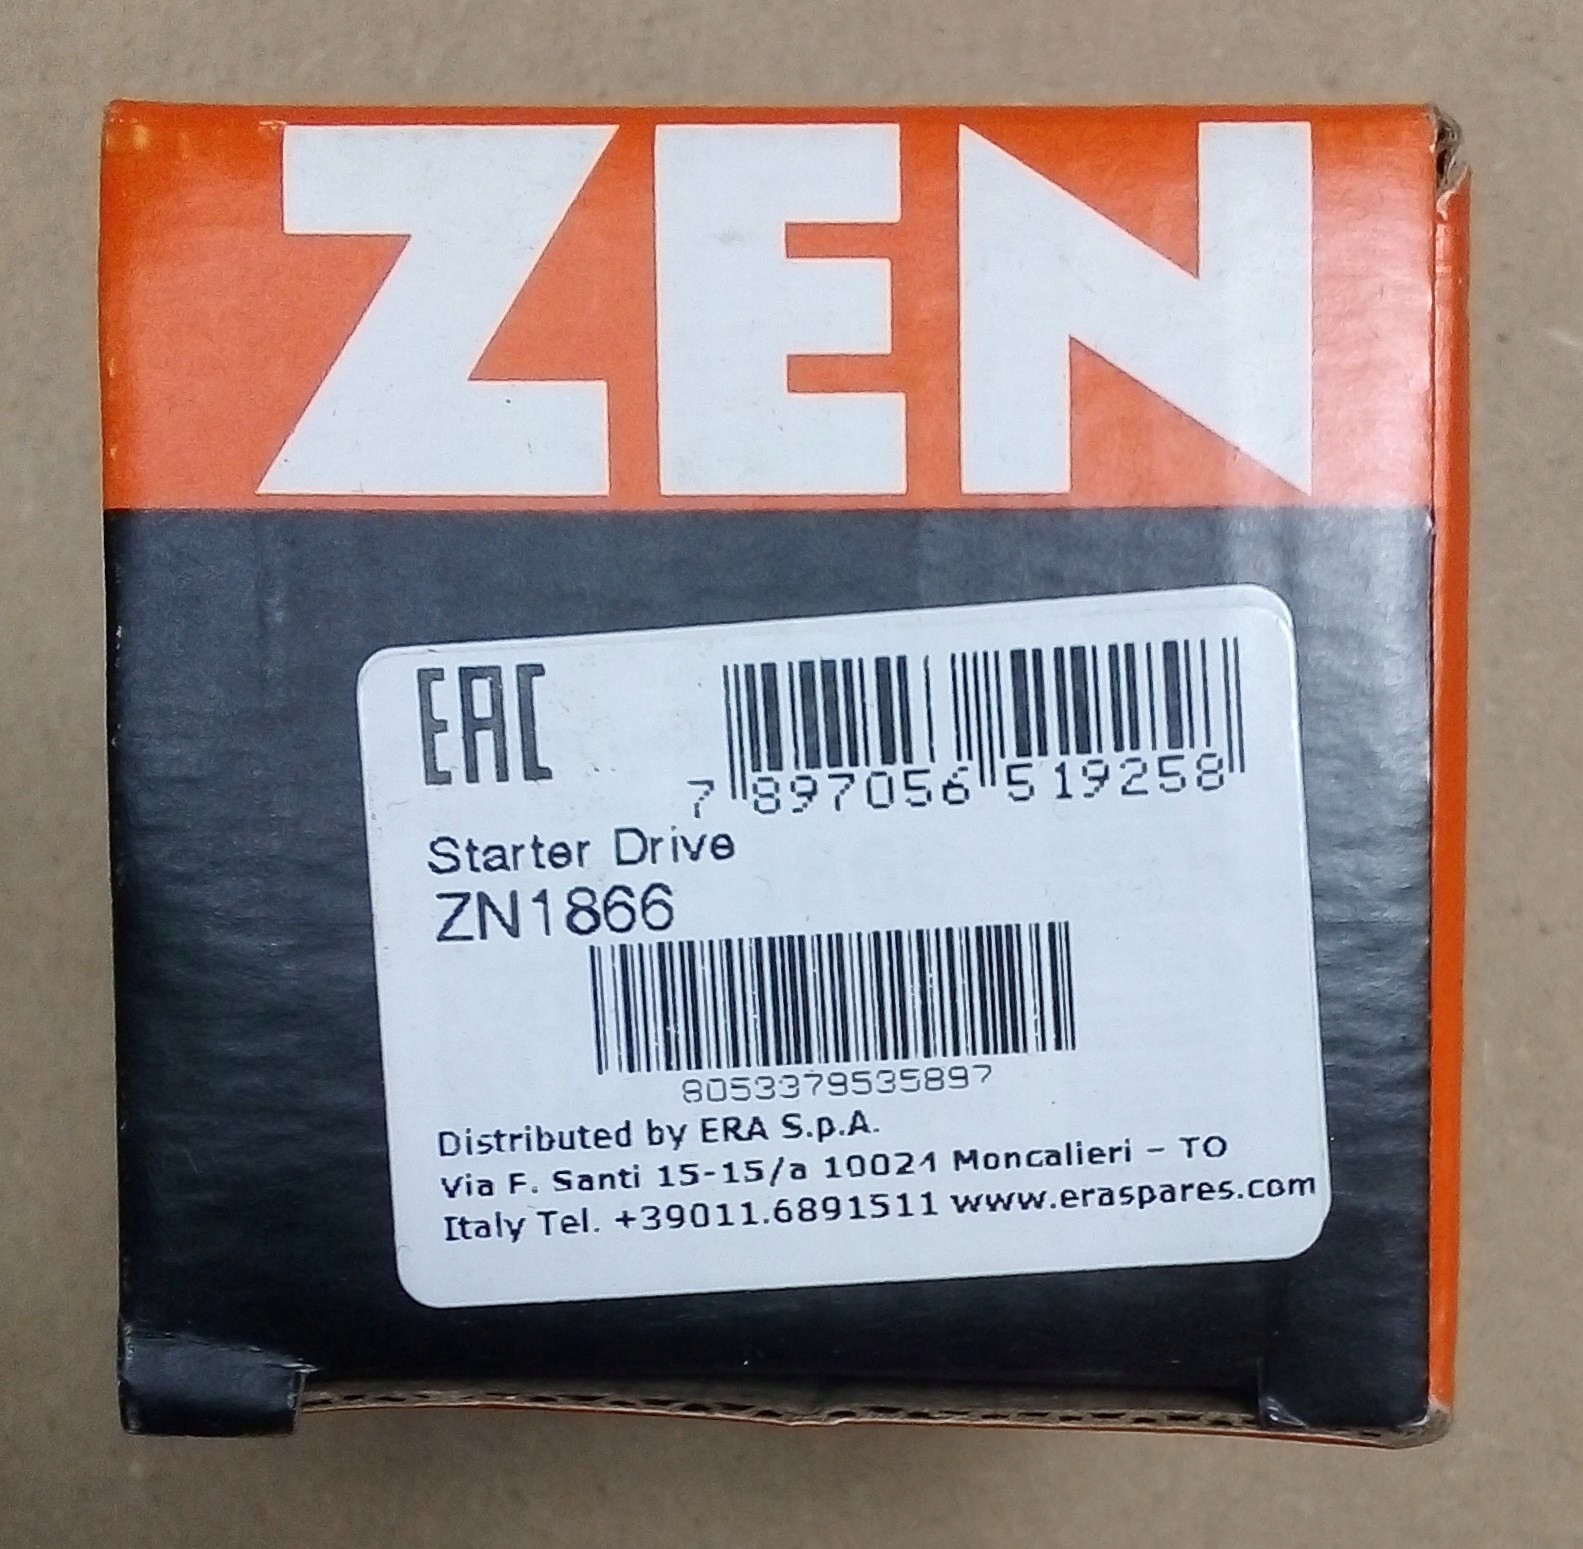 ZEN
EAC
7 897056 519258
Starter Drive
ZN1866
8053379535897
Distributed by ERA S.p.A.
Via F. Santi 15-15/a 10021 Moncalieri - TO
Italy Tel. +39011.6891511 www.eraspares.com